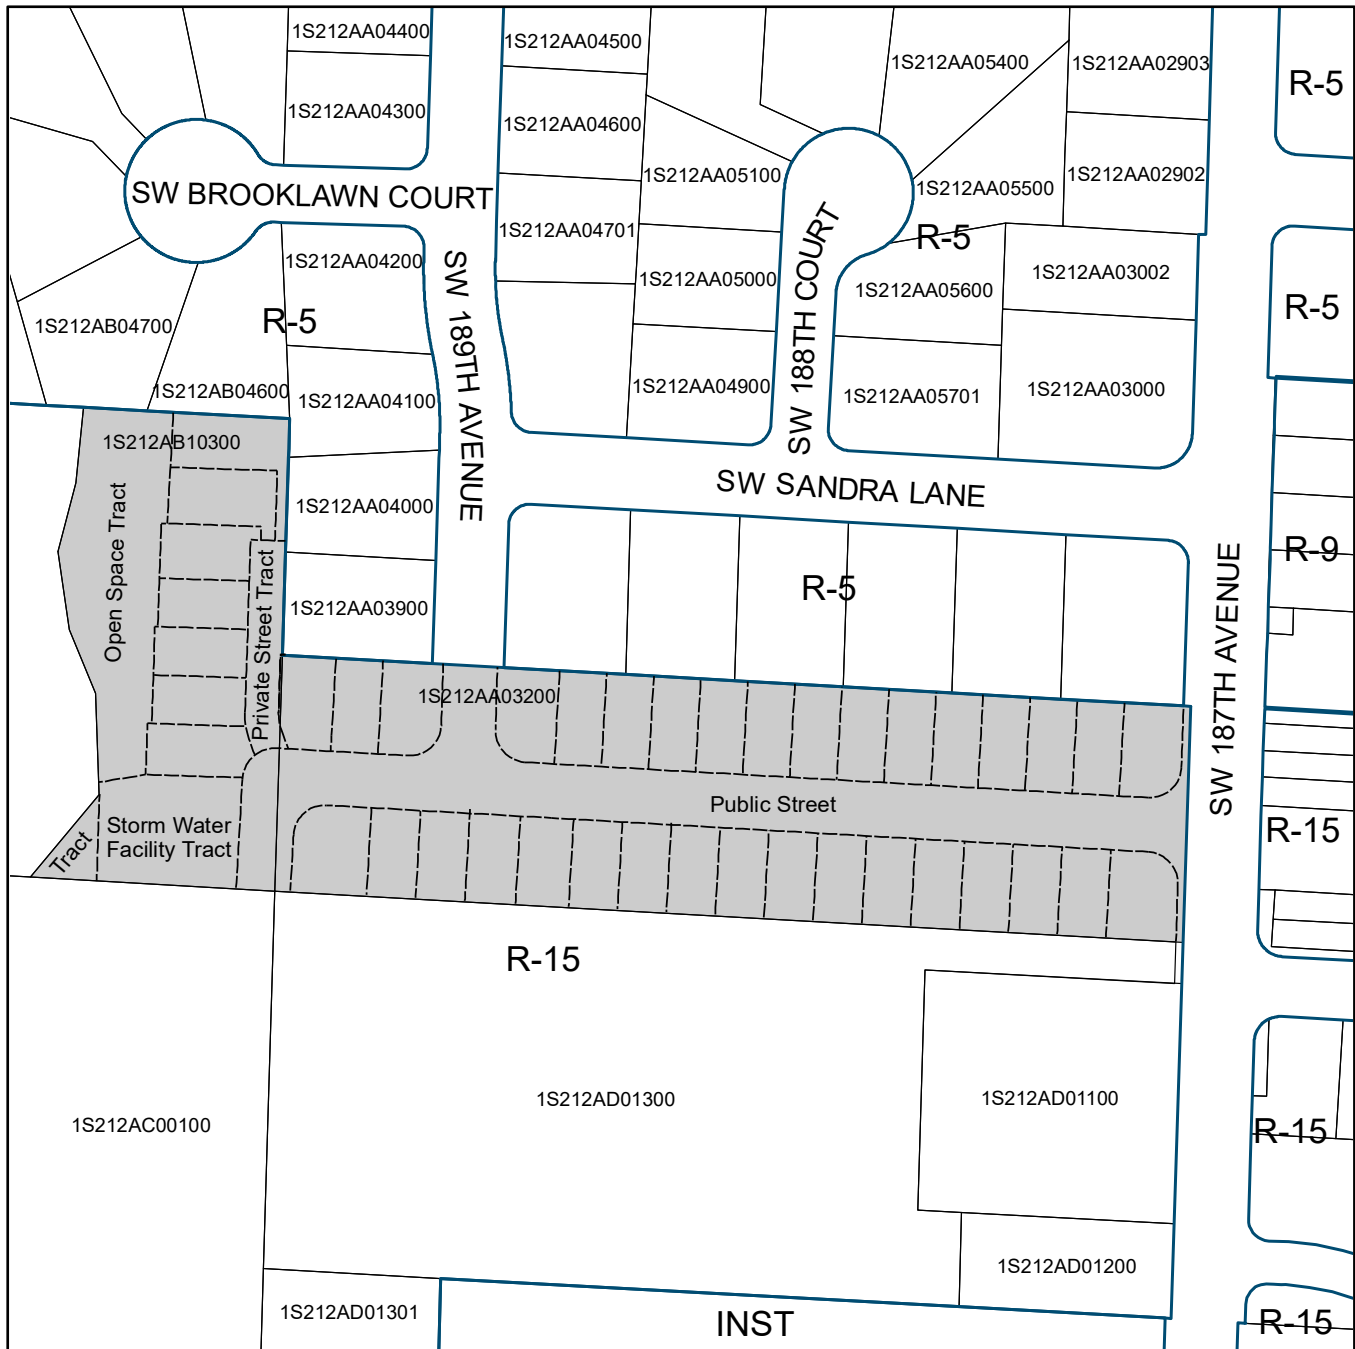 1S212AA04400
1S212AA04500
1S212AA05400
1S212AA02903
R-5
1S212AA04300
1S212AA04600
1S212AA05100
1S212AA05500
1S212AA02902
SW BROOKLAWN COURT
1S212AA04701
R-5
1S212AA04200
1S212AA05000
SW 188TH COURT
1S212AA05600
1S212AA03002
R-5
1S212AB04700
R-5
SW 189TH AVENUE
1S212AB04600
1S212AA04100
1S212AA04900
1S212AA05701
1S212AA03000
1S212AB10300
SW SANDRA LANE
1S212AA04000
Open Space Tract
Private Street Tract
R-9
R-5
1S212AA03900
SW 187TH AVENUE
1S212AA03200
Public Street
Storm Water
Facility Tract
Tract
R-15
R-15
1S212AD01300
1S212AD01100
1S212AC00100
R-15
1S212AD01200
1S212AD01301
INST
R-15